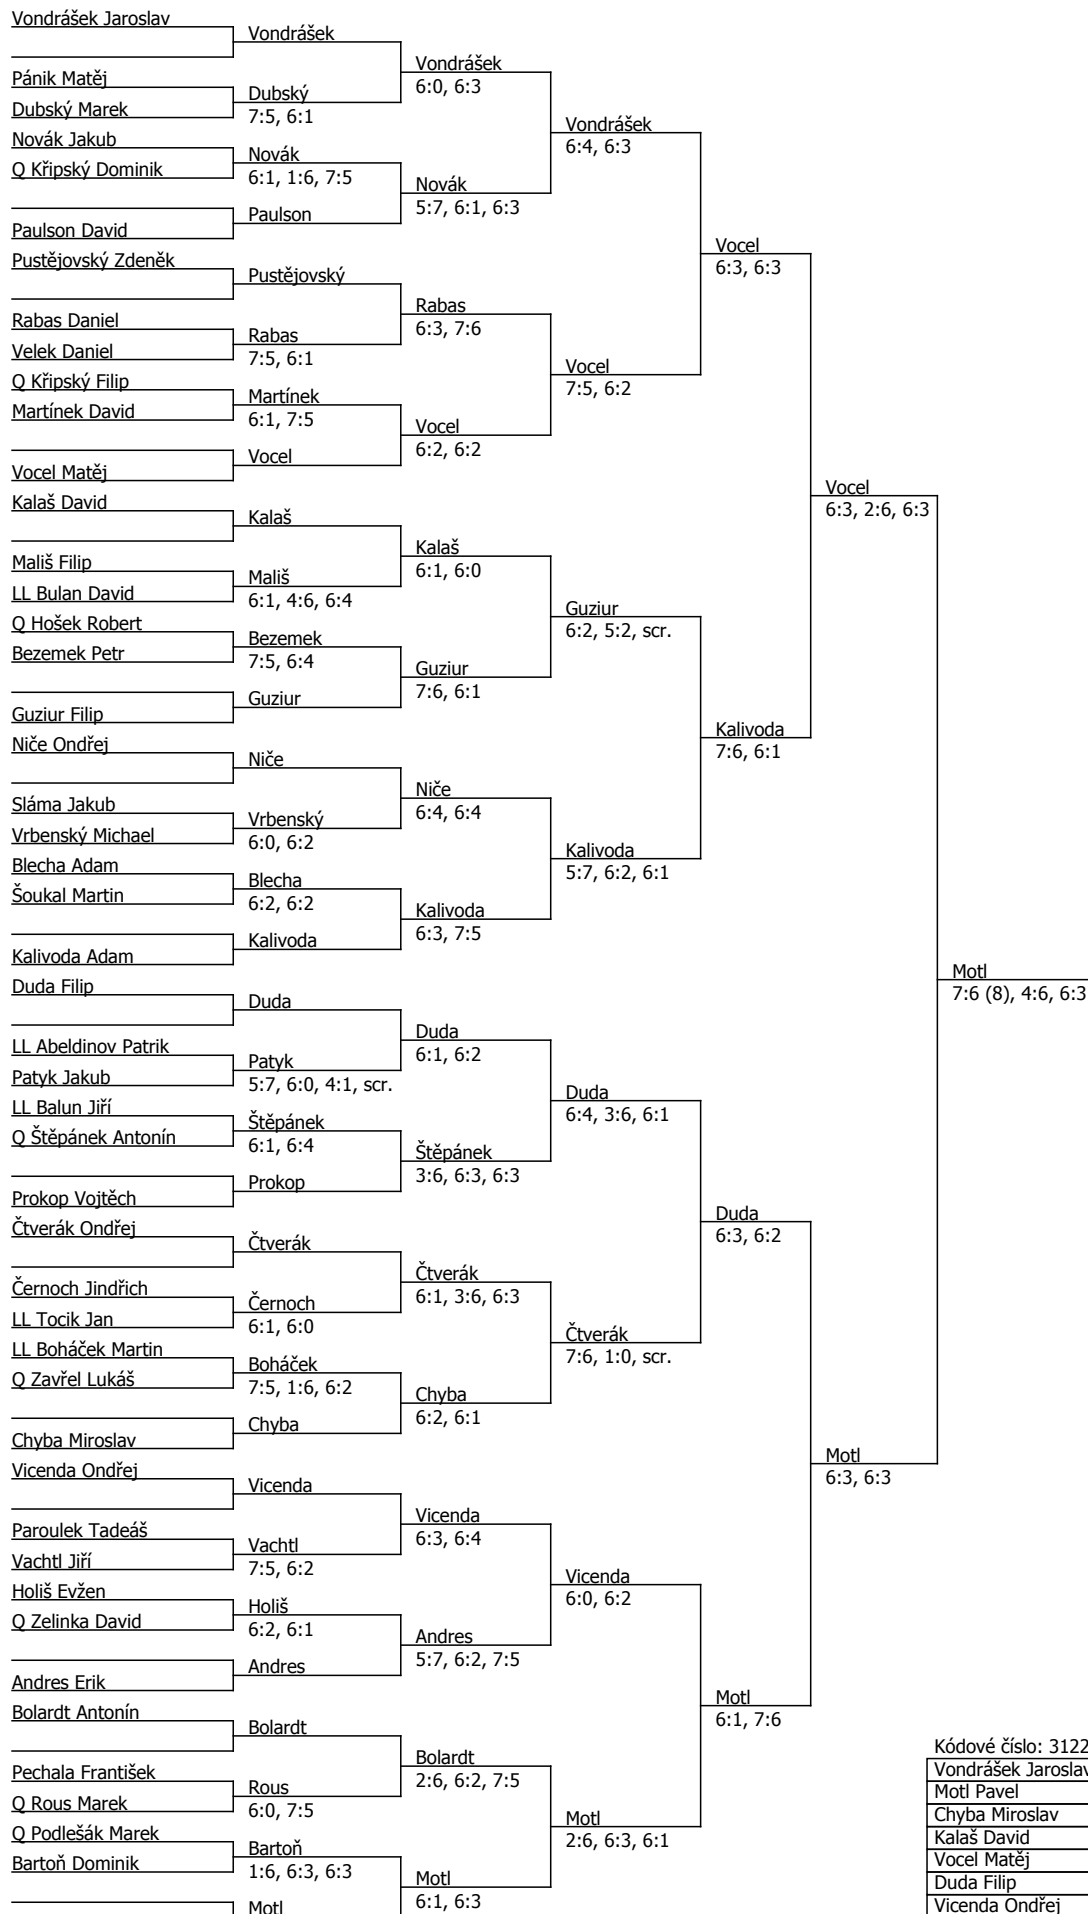 Vondrášek Jaroslav
Vondrášek
Vondrášek
6:0, 6:3
Pánik Matěj
Dubský Marek
Dubský
7:5, 6:1
Vondrášek
6:4, 6:3
Novák Jakub
Q Křipský Dominik
Novák
6:1, 1:6, 7:5
Novák
5:7, 6:1, 6:3
Paulson
Paulson David
Vocel
6:3, 6:3
Pustějovský Zdeněk
Pustějovský
Rabas
6:3, 7:6
Rabas Daniel
Velek Daniel
Rabas
7:5, 6:1
Vocel
7:5, 6:2
Q Křipský Filip
Martínek David
Martínek
6:1, 7:5
Vocel
6:2, 6:2
Vocel
Vocel Matěj
Vocel
6:3, 2:6, 6:3
Kalaš David
Kalaš
Kalaš
6:1, 6:0
Mališ Filip
LL Bulan David
Mališ
6:1, 4:6, 6:4
Guziur
6:2, 5:2, scr.
Q Hošek Robert
Bezemek Petr
Bezemek
7:5, 6:4
Guziur
7:6, 6:1
Guziur
Guziur Filip
Kalivoda
7:6, 6:1
Niče Ondřej
Niče
Niče
6:4, 6:4
Sláma Jakub
Vrbenský Michael
Vrbenský
6:0, 6:2
Kalivoda
5:7, 6:2, 6:1
Blecha Adam
Šoukal Martin
Blecha
6:2, 6:2
Kalivoda
6:3, 7:5
Kalivoda
Kalivoda Adam
Motl
7:6 (8), 4:6, 6:3
Duda Filip
Duda
Duda
6:1, 6:2
LL Abeldinov Patrik
Patyk Jakub
Patyk
5:7, 6:0, 4:1, scr.
Duda
6:4, 3:6, 6:1
LL Balun Jiří
Q Štěpánek Antonín
Štěpánek
6:1, 6:4
Štěpánek
3:6, 6:3, 6:3
Prokop
Prokop Vojtěch
Duda
6:3, 6:2
Čtverák Ondřej
Čtverák
Čtverák
6:1, 3:6, 6:3
Černoch Jindřich
LL Tocik Jan
Černoch
6:1, 6:0
Čtverák
7:6, 1:0, scr.
LL Boháček Martin
Q Zavřel Lukáš
Boháček
7:5, 1:6, 6:2
Chyba
6:2, 6:1
Chyba
Chyba Miroslav
Motl
6:3, 6:3
Vicenda Ondřej
Vicenda
Vicenda
6:3, 6:4
Paroulek Tadeáš
Vachtl Jiří
Vachtl
7:5, 6:2
Vicenda
6:0, 6:2
Holiš Evžen
Q Zelinka David
Holiš
6:2, 6:1
Andres
5:7, 6:2, 7:5
Andres
Andres Erik
Motl
6:1, 7:6
Bolardt Antonín
Bolardt
Bolardt
2:6, 6:2, 7:5
Pechala František
Q Rous Marek
Rous
6:0, 7:5
Motl
2:6, 6:3, 6:1
Q Podlešák Marek
Bartoň Dominik
Bartoň
1:6, 6:3, 6:3
Motl
6:1, 6:3
Motl
Kódové číslo: 3122
Vondrášek Jaroslav
Motl Pavel
Chyba Miroslav
Kalaš David
Vocel Matěj
Duda Filip
Vicenda Ondřej